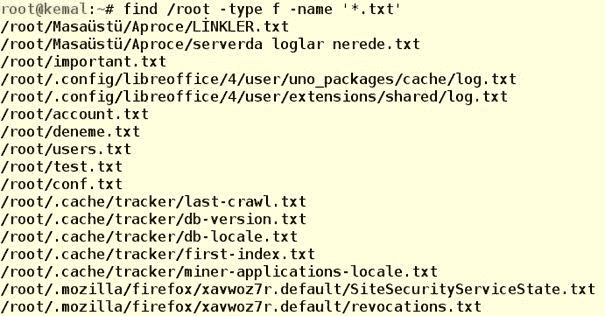 root@kemal:~# find /root -type f -name '*.txt'
/root/Masaüstü/Aproce/LİNKLER.txt
/root/Masaüstü/Aproce/serverda loglar nerede.txt
/root/important.txt
/root/.config/libreoffice/4/user/uno_packages/cache/log.txt
/root/.config/libreoffice/4/user/extensions/shared/log.txt
/root/account.txt
/root/deneme.txt
/root/users.txt
/root/test.txt
/root/conf.txt
/root/.cache/tracker/last-crawl.txt
/root/.cache/tracker/db-version.txt
/root/.cache/tracker/db-locale.txt
/root/.cache/tracker/first-index.txt
/root/.cache/tracker/miner-applications-locale.txt
/root/.mozilla/firefox/xavwoz7r.default/SiteSecurityServiceState.txt
/root/.mozilla/firefox/xavwoz7r.default/revocations.txt